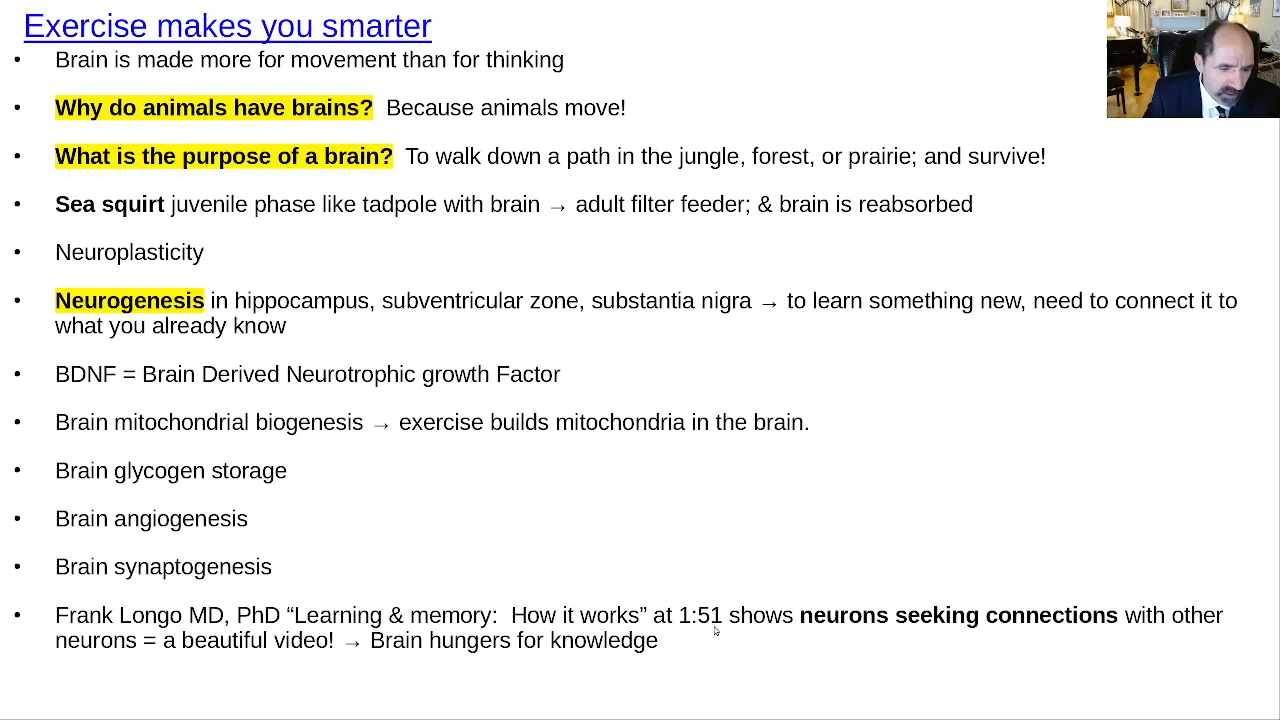 Exercise makes you smarter
• Brain is made more for movement than for thinking
• Why do animals have brains?  Because animals move!
• What is the purpose of a brain?  To walk down a path in the jungle, forest, or prairie; and survive!
• Sea squirt juvenile phase like tadpole with brain → adult filter feeder; & brain is reabsorbed
• Neuroplasticity
• Neurogenesis in hippocampus, subventricular zone, substantia nigra → to learn something new, need to connect it to
what you already know
• BDNF = Brain Derived Neurotrophic growth Factor
• Brain mitochondrial biogenesis → exercise builds mitochondria in the brain.
• Brain glycogen storage
• Brain angiogenesis
• Brain synaptogenesis
• Frank Longo MD, PhD “Learning & memory:  How it works” at 1:51 shows neurons seeking connections with other
neurons = a beautiful video! → Brain hungers for knowledge